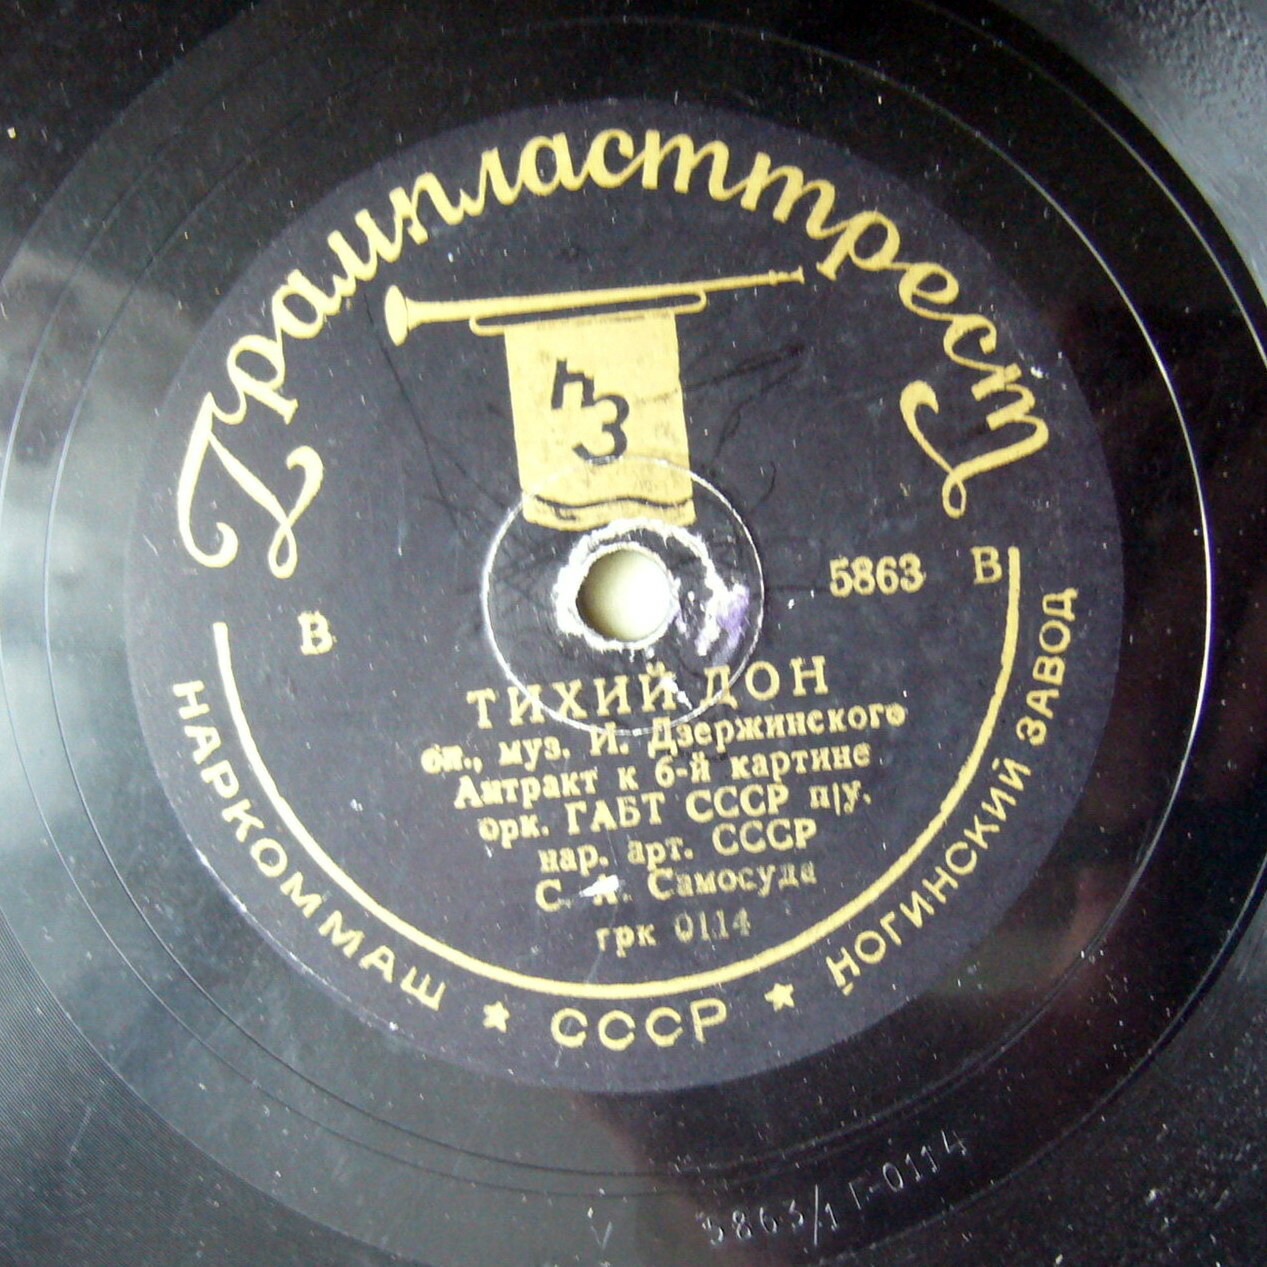 Грампласттрест
НЗ
5863
В
В
ТИХИЙ ДОН
оп., муз. И. Дзержинского
Антракт к 6-й картине
орк. ГАБТ СССР п/у.
нар. арт. СССР
С. А. Самосуда
грк 0114
НАРКОММАШ ★ СССР ★ НОГИНСКИЙ ЗАВОД
5863/1 Г-0114
V